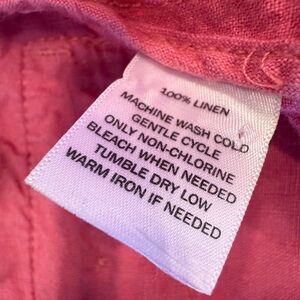 100% LINEN
MACHINE WASH COLD
GENTLE CYCLE
ONLY NON-CHLORINE
BLEACH WHEN NEEDED
TUMBLE DRY LOW
WARM IRON IF NEEDED